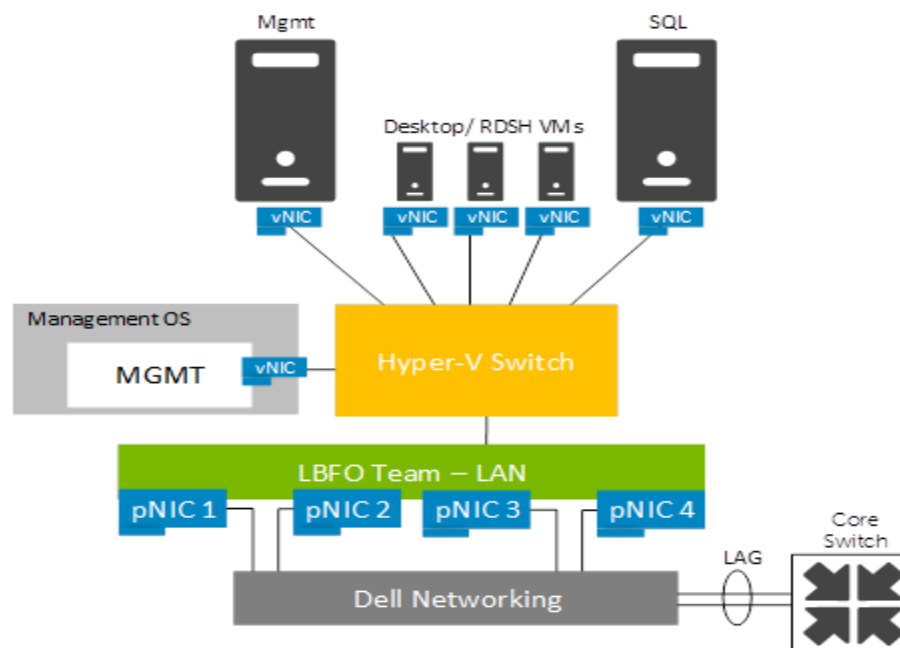 Mgmt
SQL
Desktop/ RDSH VMs
vNIC
vNIC
vNIC
vNIC
vNIC
Management OS
MGMT
vNIC
Hyper-V Switch
LBFO Team – LAN
pNIC 1
pNIC 2
pNIC 3
pNIC 4
Core
Switch
LAG
Dell Networking